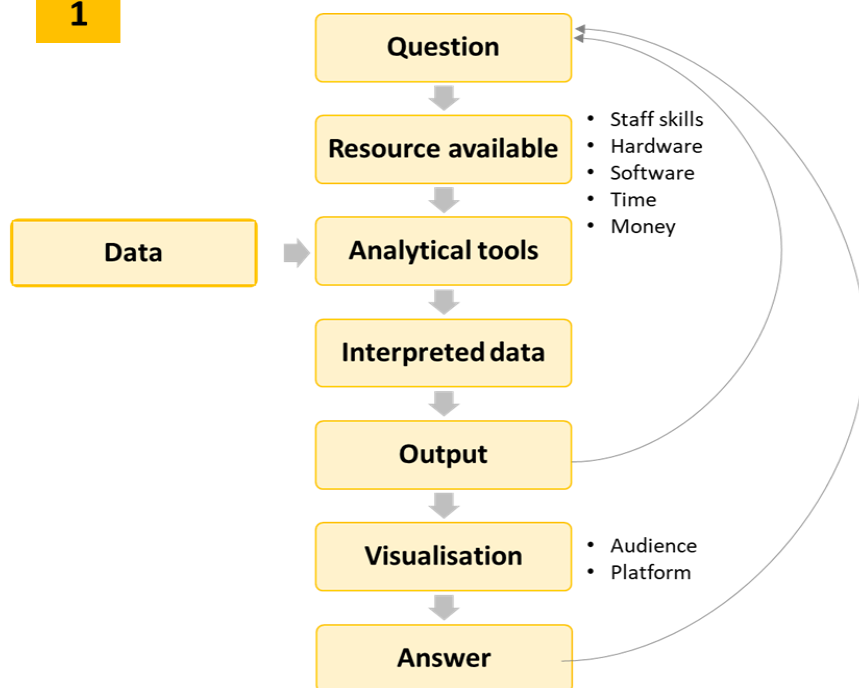 1
Question
Resource available
• Staff skills
• Hardware
• Software
• Time
• Money
Data
Analytical tools
Interpreted data
Output
Visualisation
• Audience
• Platform
Answer